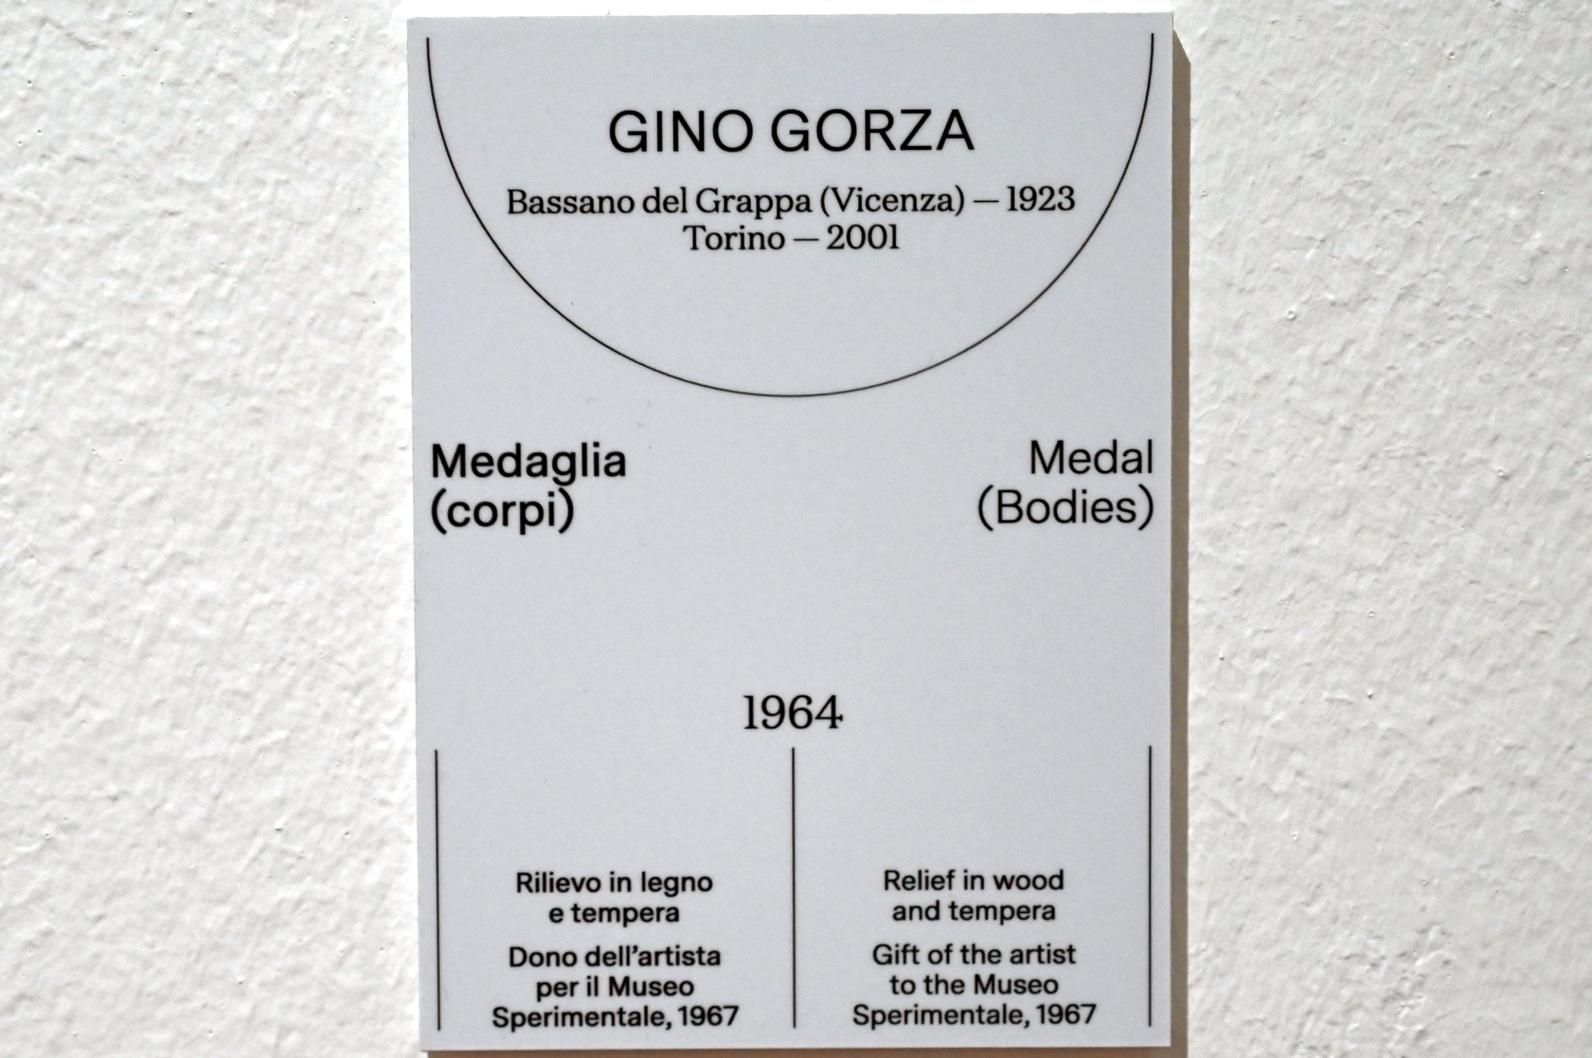 GINO GORZA
Bassano del Grappa (Vicenza) — 1923
Torino — 2001
Medaglia
(corpi)
Medal
(Bodies)
1964
Rilievo in legno
e tempera
Dono dell’artista
per il Museo
Sperimentale, 1967
Relief in wood
and tempera
Gift of the artist
to the Museo
Sperimentale, 1967